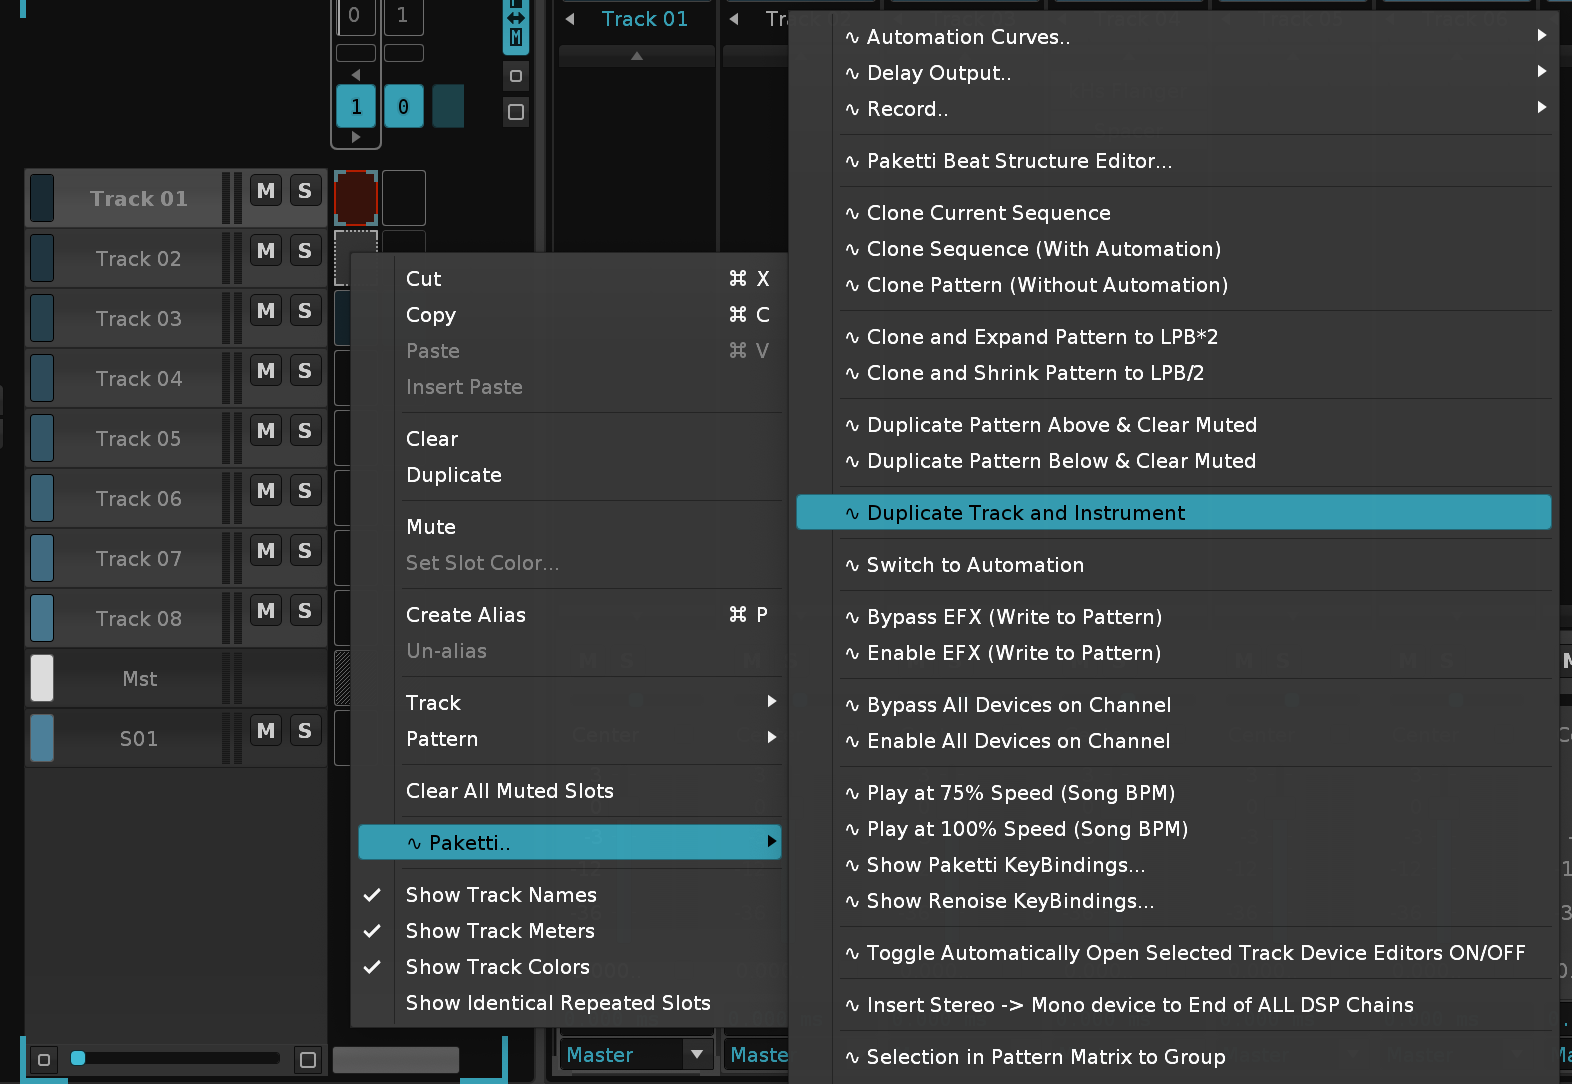 0 1
Track 01
1 0
Track 01 M S
Track 02 M S
Track 03 M S
Track 04 M S
Track 05 M S
Track 06 M S
Track 07 M S
Track 08 M S
Mst
S01 M S
Cut ⌘ X
Copy ⌘ C
Paste ⌘ V
Insert Paste
Clear
Duplicate
Mute
Set Slot Color...
Create Alias ⌘ P
Un-alias
Track
Pattern
Clear All Muted Slots
∿ Paketti..
Show Track Names
Show Track Meters
Show Track Colors
Show Identical Repeated Slots
Master
∿ Automation Curves..
∿ Delay Output..
∿ Record..
∿ Paketti Beat Structure Editor...
∿ Clone Current Sequence
∿ Clone Sequence (With Automation)
∿ Clone Pattern (Without Automation)
∿ Clone and Expand Pattern to LPB*2
∿ Clone and Shrink Pattern to LPB/2
∿ Duplicate Pattern Above & Clear Muted
∿ Duplicate Pattern Below & Clear Muted
∿ Duplicate Track and Instrument
∿ Switch to Automation
∿ Bypass EFX (Write to Pattern)
∿ Enable EFX (Write to Pattern)
∿ Bypass All Devices on Channel
∿ Enable All Devices on Channel
∿ Play at 75% Speed (Song BPM)
∿ Play at 100% Speed (Song BPM)
∿ Show Paketti KeyBindings...
∿ Show Renoise KeyBindings...
∿ Toggle Automatically Open Selected Track Device Editors ON/OFF
∿ Insert Stereo -> Mono device to End of ALL DSP Chains
∿ Selection in Pattern Matrix to Group